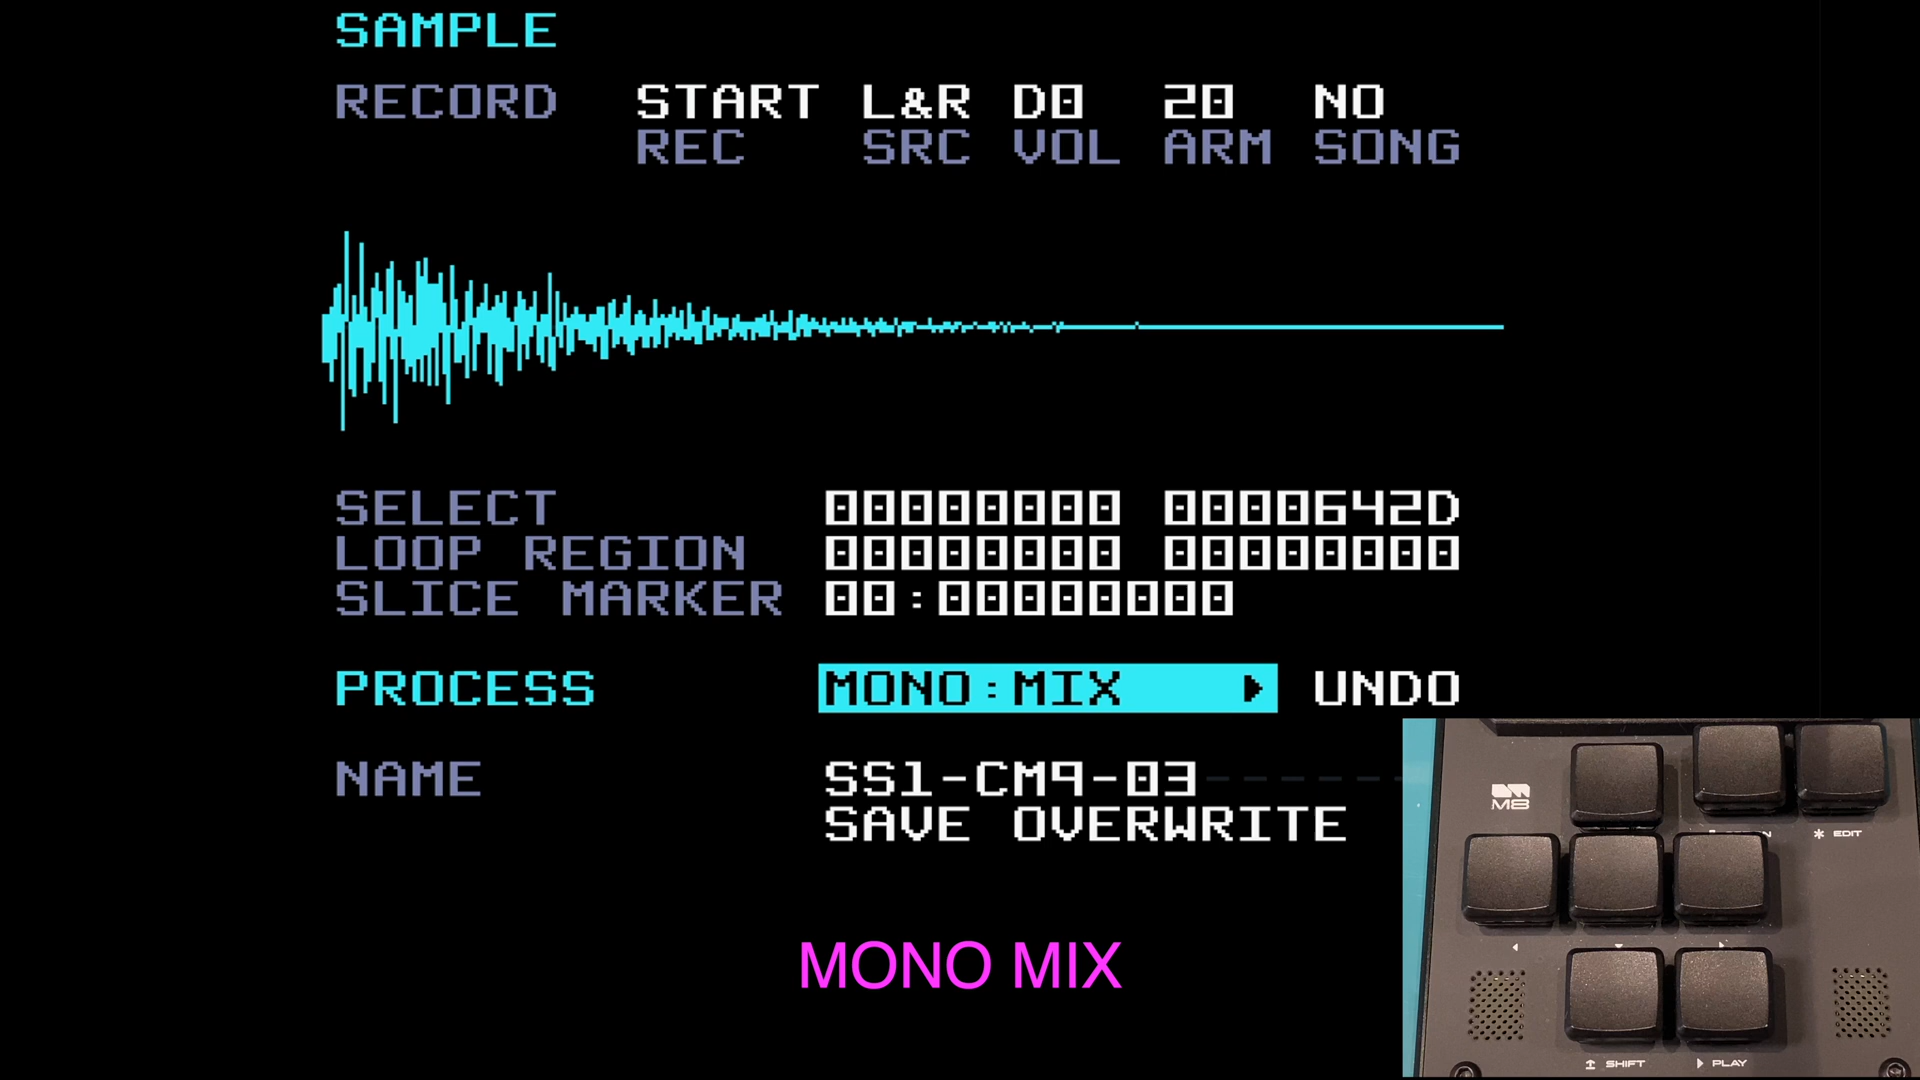 SAMPLE
RECORD START L&R D0 20 NO
REC SRC VOL ARM SONG
SELECT 00000000 0000642D
LOOP REGION 00000000 00000000
SLICE MARKER 00:00000000
PROCESS MONO:MIX UNDO
NAME SS1-CM9-03
SAVE OVERWRITE
M8
EDIT
MONO MIX
SHIFT PLAY